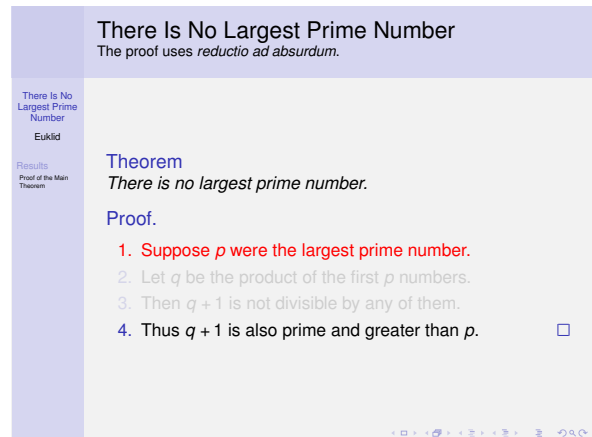 There Is No Largest Prime Number
The proof uses reductio ad absurdum.
There Is No
Largest Prime
Number
Euklid
Results
Proof of the Main
Theorem
Theorem
There is no largest prime number.
Proof.
1. Suppose p were the largest prime number.
2. Let q be the product of the first p numbers.
3. Then q + 1 is not divisible by any of them.
4. Thus q + 1 is also prime and greater than p. □